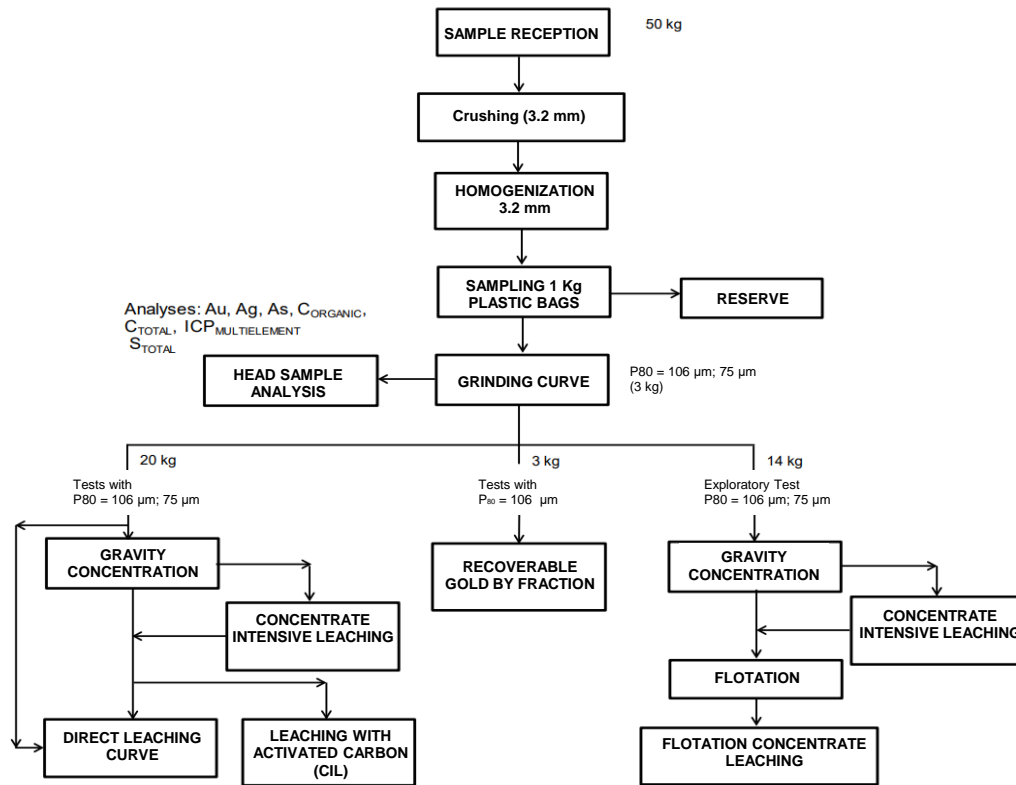 SAMPLE RECEPTION
50 kg
Crushing (3.2 mm)
HOMOGENIZATION
3.2 mm
SAMPLING 1 Kg
PLASTIC BAGS
RESERVE
Analyses: Au, Ag, As, CORGANIC,
CTOTAL, ICPMULTIELEMENT
STOTAL
HEAD SAMPLE
ANALYSIS
GRINDING CURVE
P80 = 106 µm; 75 µm
(3 kg)
20 kg
3 kg
14 kg
Tests with
P80 = 106 µm; 75 µm
Tests with
P80 = 106 µm
Exploratory Test
P80 = 106 µm; 75 µm
GRAVITY
CONCENTRATION
CONCENTRATE
INTENSIVE LEACHING
DIRECT LEACHING
CURVE
LEACHING WITH
ACTIVATED CARBON
(CIL)
RECOVERABLE
GOLD BY FRACTION
GRAVITY
CONCENTRATION
CONCENTRATE
INTENSIVE LEACHING
FLOTATION
FLOTATION CONCENTRATE
LEACHING